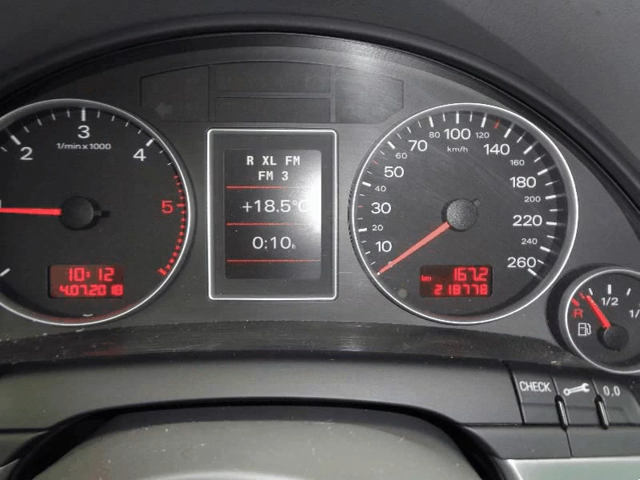 2
3
4
5
1/min x 1000
10:12
4.07.2018
R XL FM
FM 3
+18.5°C
0:10h
10
20
30
40
50
60
70
80
100
120
140
160
180
200
220
240
260
km/h
km 167.2
218778
R
1/2
CHECK
0.0